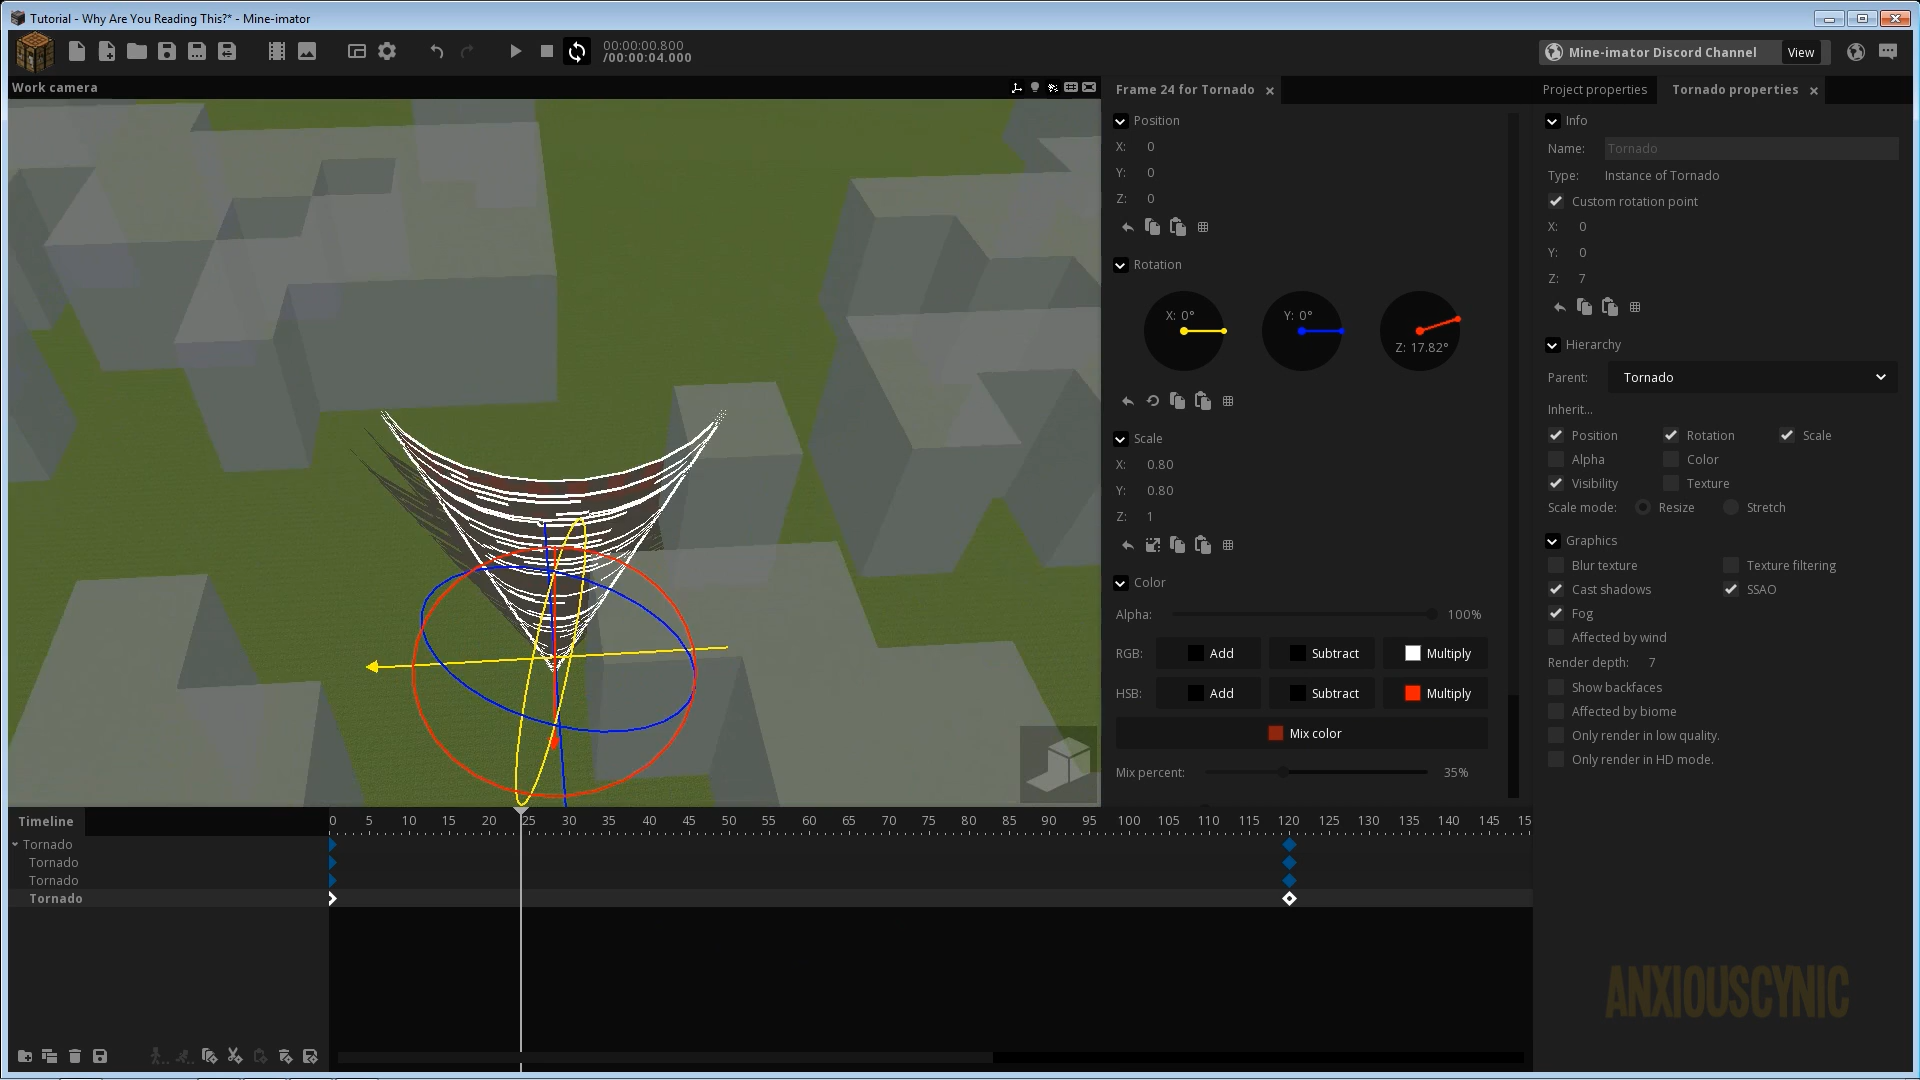 Tutorial - Why Are You Reading This?* - Mine-imator
00:00:00.800
/00:00:04.000
Mine-imator Discord Channel View
Work camera
Frame 24 for Tornado
Position
X: 0
Y: 0
Z: 0
Rotation
X: 0°
Y: 0°
Z: 17.82°
Scale
X: 0.80
Y: 0.80
Z: 1
Color
Alpha: 100%
RGB: Add Subtract Multiply
HSB: Add Subtract Multiply
Mix color
Mix percent: 35%
Project properties
Tornado properties
Info
Name: Tornado
Type: Instance of Tornado
Custom rotation point
X: 0
Y: 0
Z: 7
Hierarchy
Parent: Tornado
Inherit...
Position Rotation Scale
Alpha Color
Visibility Texture
Scale mode: Resize Stretch
Graphics
Blur texture Texture filtering
Cast shadows SSAO
Fog
Affected by wind
Render depth: 7
Show backfaces
Affected by biome
Only render in low quality.
Only render in HD mode.
Timeline
0 5 10 15 20 25 30 35 40 45 50 55 60 65 70 75 80 85 90 95 100 105 110 115 120 125 130 135 140 145 15
Tornado
Tornado
Tornado
Tornado
ANXIOUSCYNIC